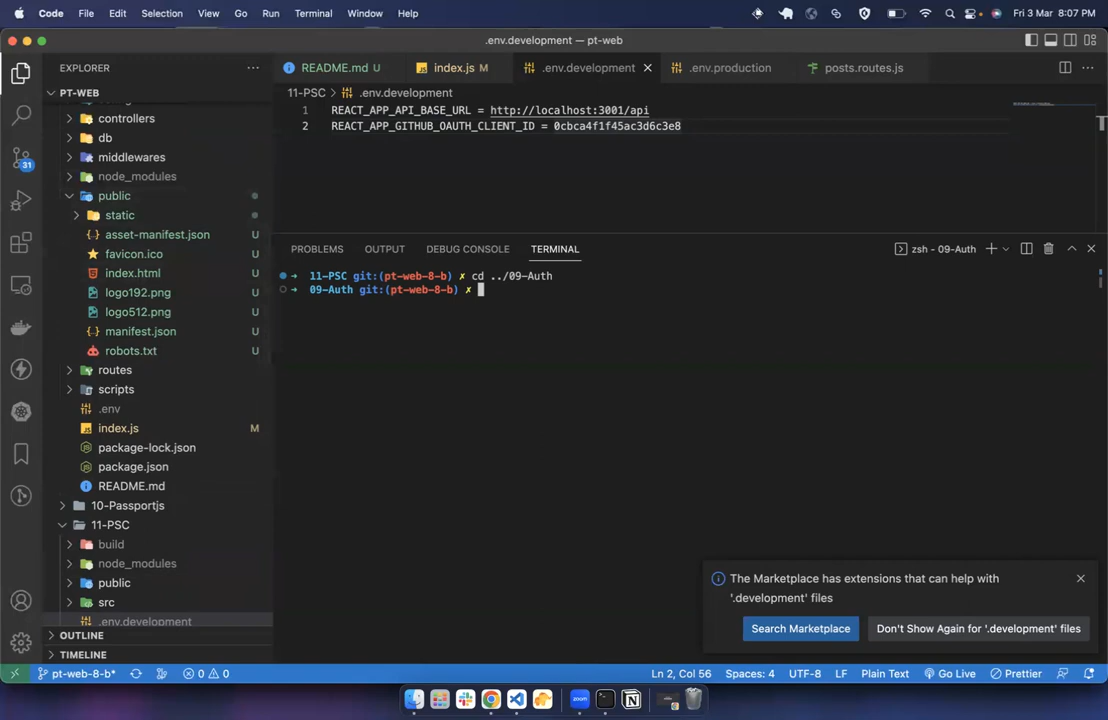 Code File Edit Selection View Go Run Terminal Window Help Fri 3 Mar 8:07 PM
.env.development — pt-web
EXPLORER
README.md U
index.js M
.env.development
.env.production
posts.routes.js
PT-WEB
11-PSC > .env.development
controllers
db
middlewares
node_modules
public
static
asset-manifest.json U
favicon.ico U
index.html U
logo192.png U
logo512.png U
manifest.json U
robots.txt U
routes
scripts
.env
index.js M
package-lock.json
package.json
README.md
10-Passportjs
11-PSC
build
node_modules
public
src
.env.development
OUTLINE
TIMELINE
31
1 REACT_APP_API_BASE_URL = http://localhost:3001/api
2 REACT_APP_GITHUB_OAUTH_CLIENT_ID = 0cbca4f1f45ac3d6c3e8
PROBLEMS OUTPUT DEBUG CONSOLE TERMINAL zsh - 09-Auth
11-PSC git:(pt-web-8-b) ✗ cd ../09-Auth
09-Auth git:(pt-web-8-b) ✗
The Marketplace has extensions that can help with
'.development' files
Search Marketplace
Don't Show Again for '.development' files
pt-web-8-b* 0 0 Ln 2, Col 56 Spaces: 4 UTF-8 LF Plain Text Go Live Prettier
zoom